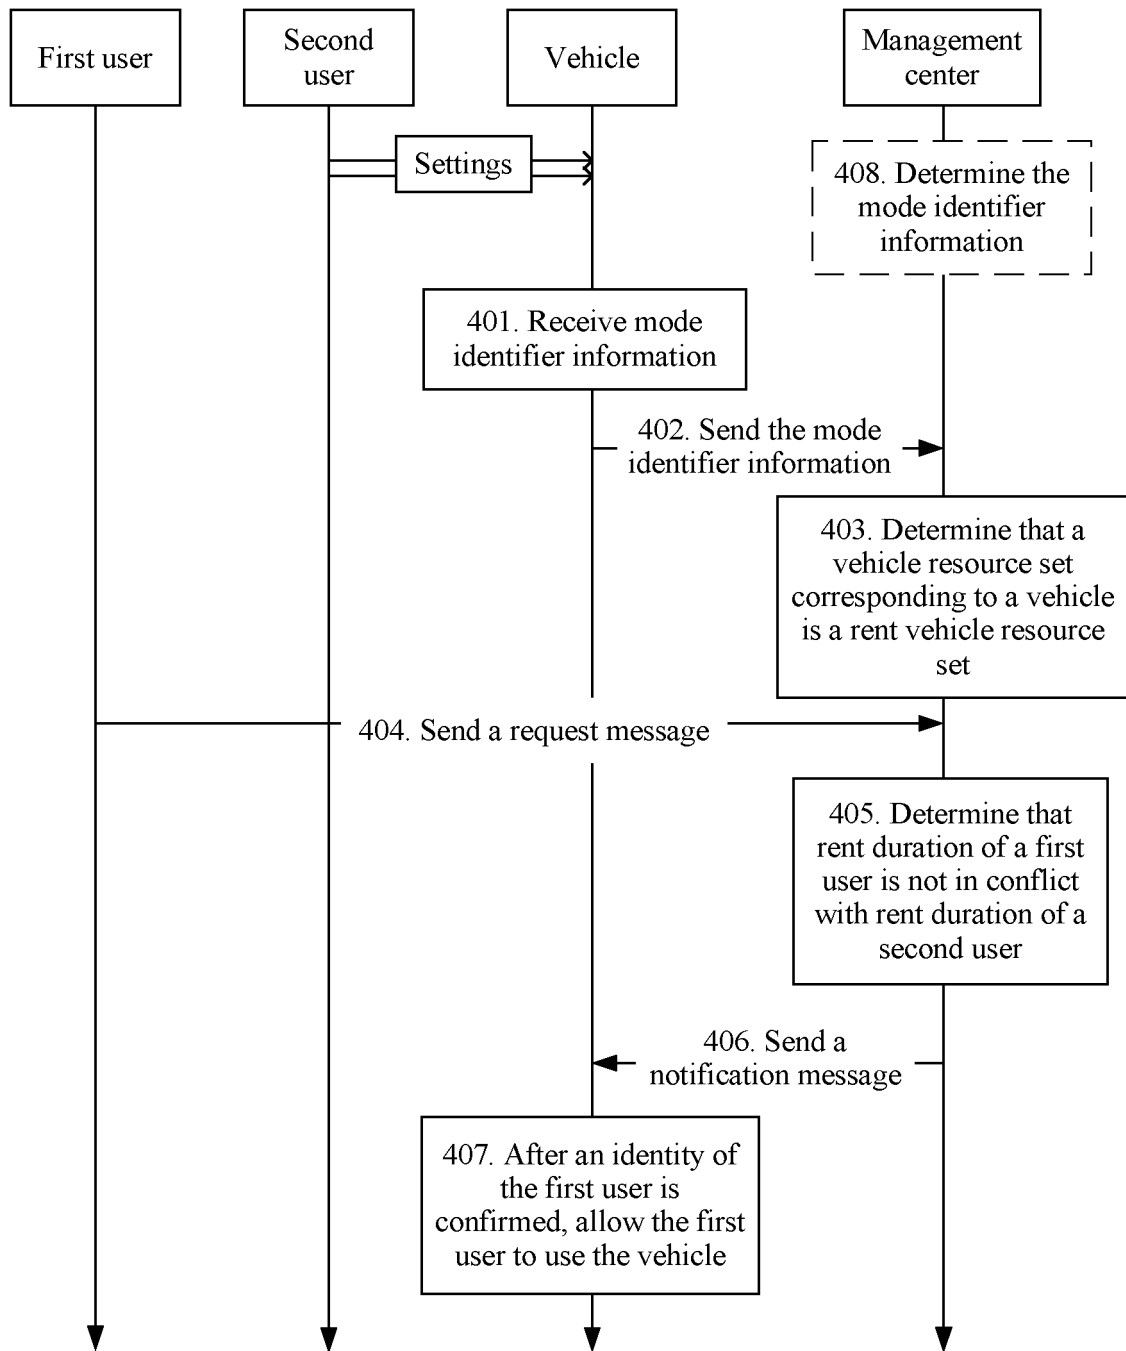 First user
Second
user
Vehicle
Management
center
Settings
408. Determine the
mode identifier
information
401. Receive mode
identifier information
402. Send the mode
identifier information
403. Determine that a
vehicle resource set
corresponding to a vehicle
is a rent vehicle resource
set
404. Send a request message
405. Determine that
rent duration of a first
user is not in conflict
with rent duration of a
second user
406. Send a
notification message
407. After an identity of
the first user is
confirmed, allow the first
user to use the vehicle